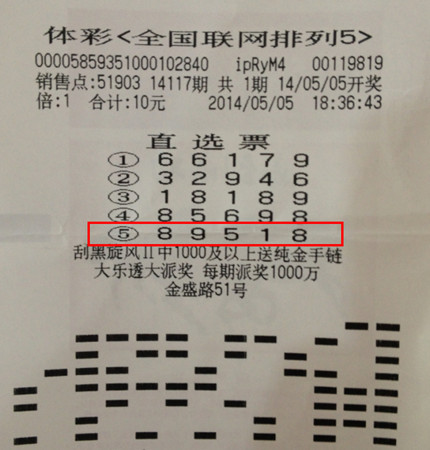 体彩<全国联网排列5>
00005859351000102840 ipRyM4 00119819
销售点:51903 14117期 共1期 14/05/05开奖
倍:1 合计:10元 2014/05/05 18:36:43
直选票
① 6 6 1 7 9
② 3 2 9 4 6
③ 1 8 1 8 9
④ 8 5 6 9 8
⑤ 8 9 5 1 8
刮黑旋风Ⅱ中1000及以上送纯金手链
大乐透大派奖 每期派奖1000万
金盛路51号